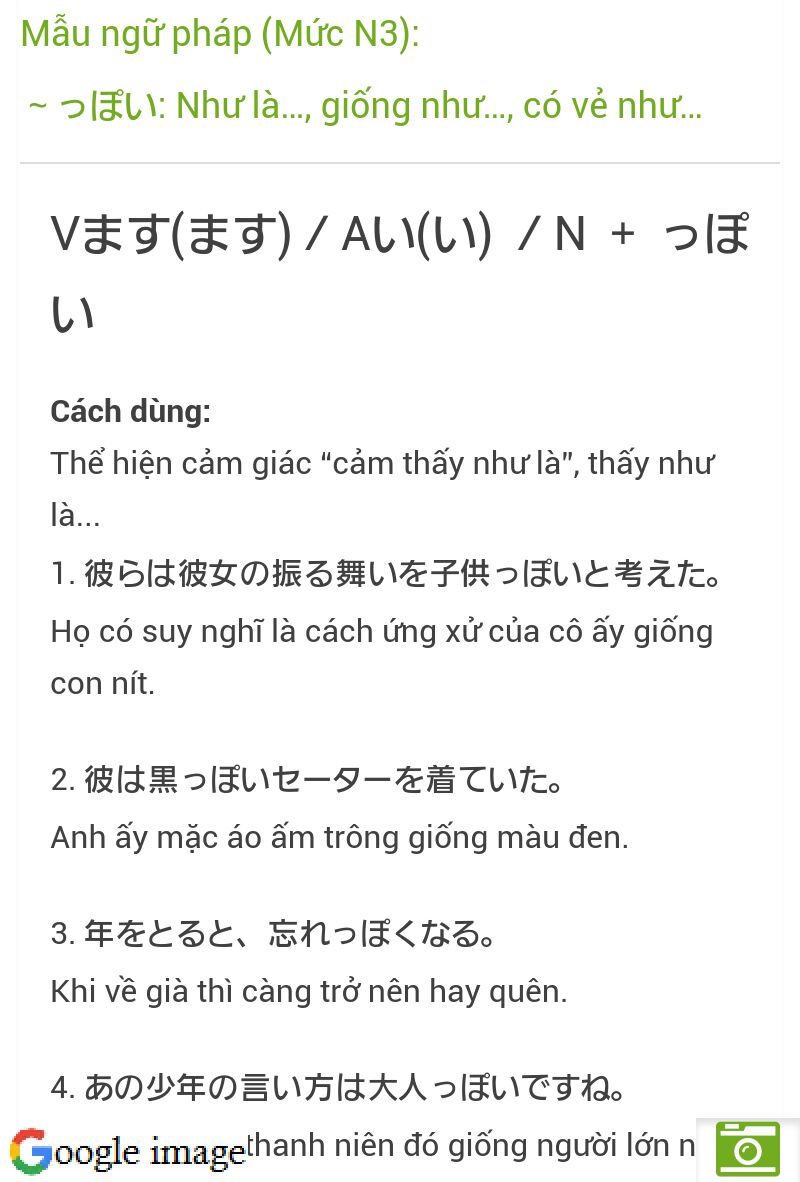 Mẫu ngữ pháp (Mức N3):
~ っぽい: Như là..., giống như..., có vẻ như...
Vます(ます) / Aい(い) / N + っぽ
い
Cách dùng:
Thể hiện cảm giác “cảm thấy như là”, thấy như
là...
1. 彼らは彼女の振る舞いを子供っぽいと考えた。
Họ có suy nghĩ là cách ứng xử của cô ấy giống
con nít.
2. 彼は黒っぽいセーターを着ていた。
Anh ấy mặc áo ấm trông giống màu đen.
3. 年をとると、忘れっぽくなる。
Khi về già thì càng trở nên hay quên.
4. あの少年の言い方は大人っぽいですね。
Google image thanh niên đó giống người lớn